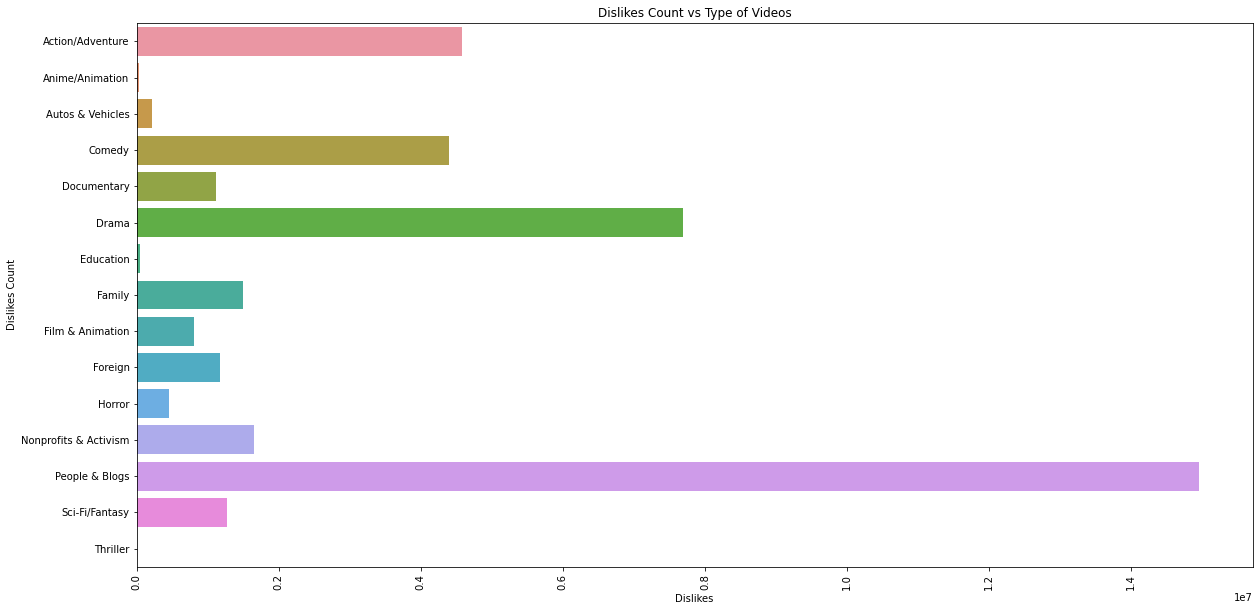 Dislikes Count vs Type of Videos
Action/Adventure
Anime/Animation
Autos & Vehicles
Comedy
Documentary
Drama
Education
Family
Film & Animation
Foreign
Horror
Nonprofits & Activism
People & Blogs
Sci-Fi/Fantasy
Thriller
Dislikes Count
0.0
0.2
0.4
0.6
0.8
1.0
1.2
1.4
1e7
Dislikes